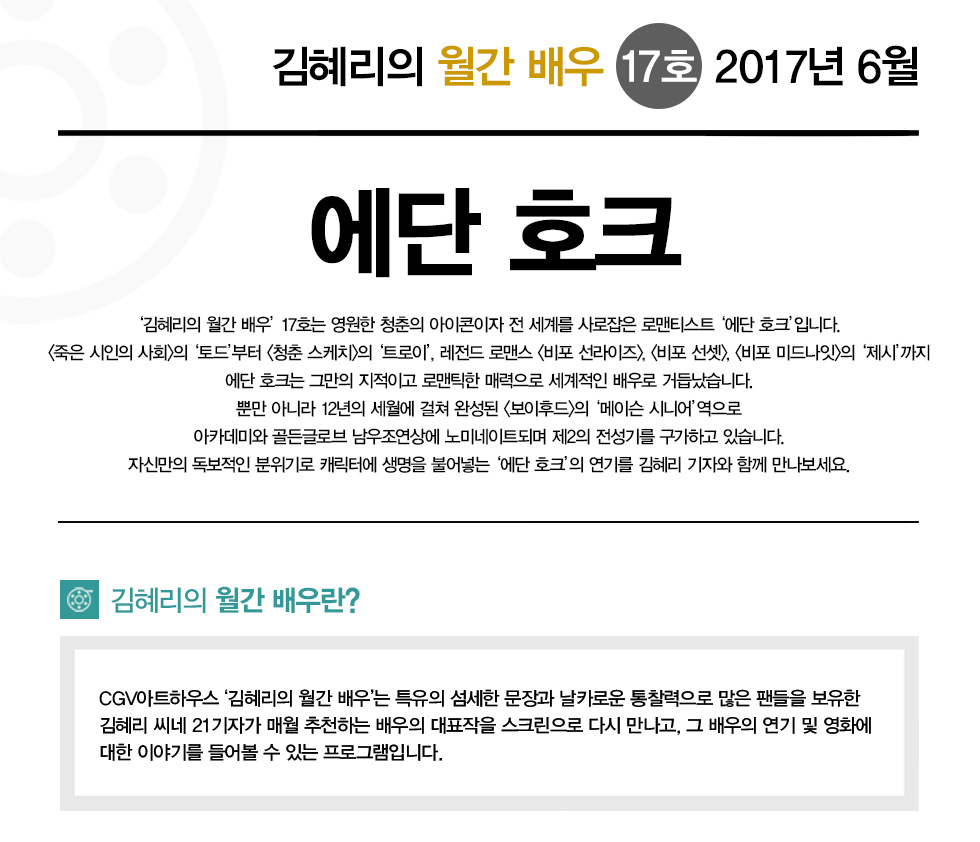 김혜리의 월간 배우 17호 2017년 6월
에단 호크
‘김혜리의 월간 배우’ 17호는 영원한 청춘의 아이콘이자 전 세계를 사로잡은 로맨티스트 ‘에단 호크’입니다.
<죽은 시인의 사회>의 ‘토드’부터 <청춘 스케치>의 ‘트로이’, 레전드 로맨스 <비포 선라이즈>, <비포 선셋>, <비포 미드나잇>의 ‘제시’까지
에단 호크는 그만의 지적이고 로맨틱한 매력으로 세계적인 배우로 거듭났습니다.
뿐만 아니라 12년의 세월에 걸쳐 완성된 <보이후드>의 ‘메이슨 시니어’역으로
아카데미와 골든글로브 남우조연상에 노미네이트되며 제2의 전성기를 구가하고 있습니다.
자신만의 독보적인 분위기로 캐릭터에 생명을 불어넣는 ‘에단 호크’의 연기를 김혜리 기자와 함께 만나보세요.
김혜리의 월간 배우란?
CGV아트하우스 ‘김혜리의 월간 배우’는 특유의 섬세한 문장과 날카로운 통찰력으로 많은 팬들을 보유한
김혜리 씨네 21기자가 매월 추천하는 배우의 대표작을 스크린으로 다시 만나고, 그 배우의 연기 및 영화에
대한 이야기를 들어볼 수 있는 프로그램입니다.